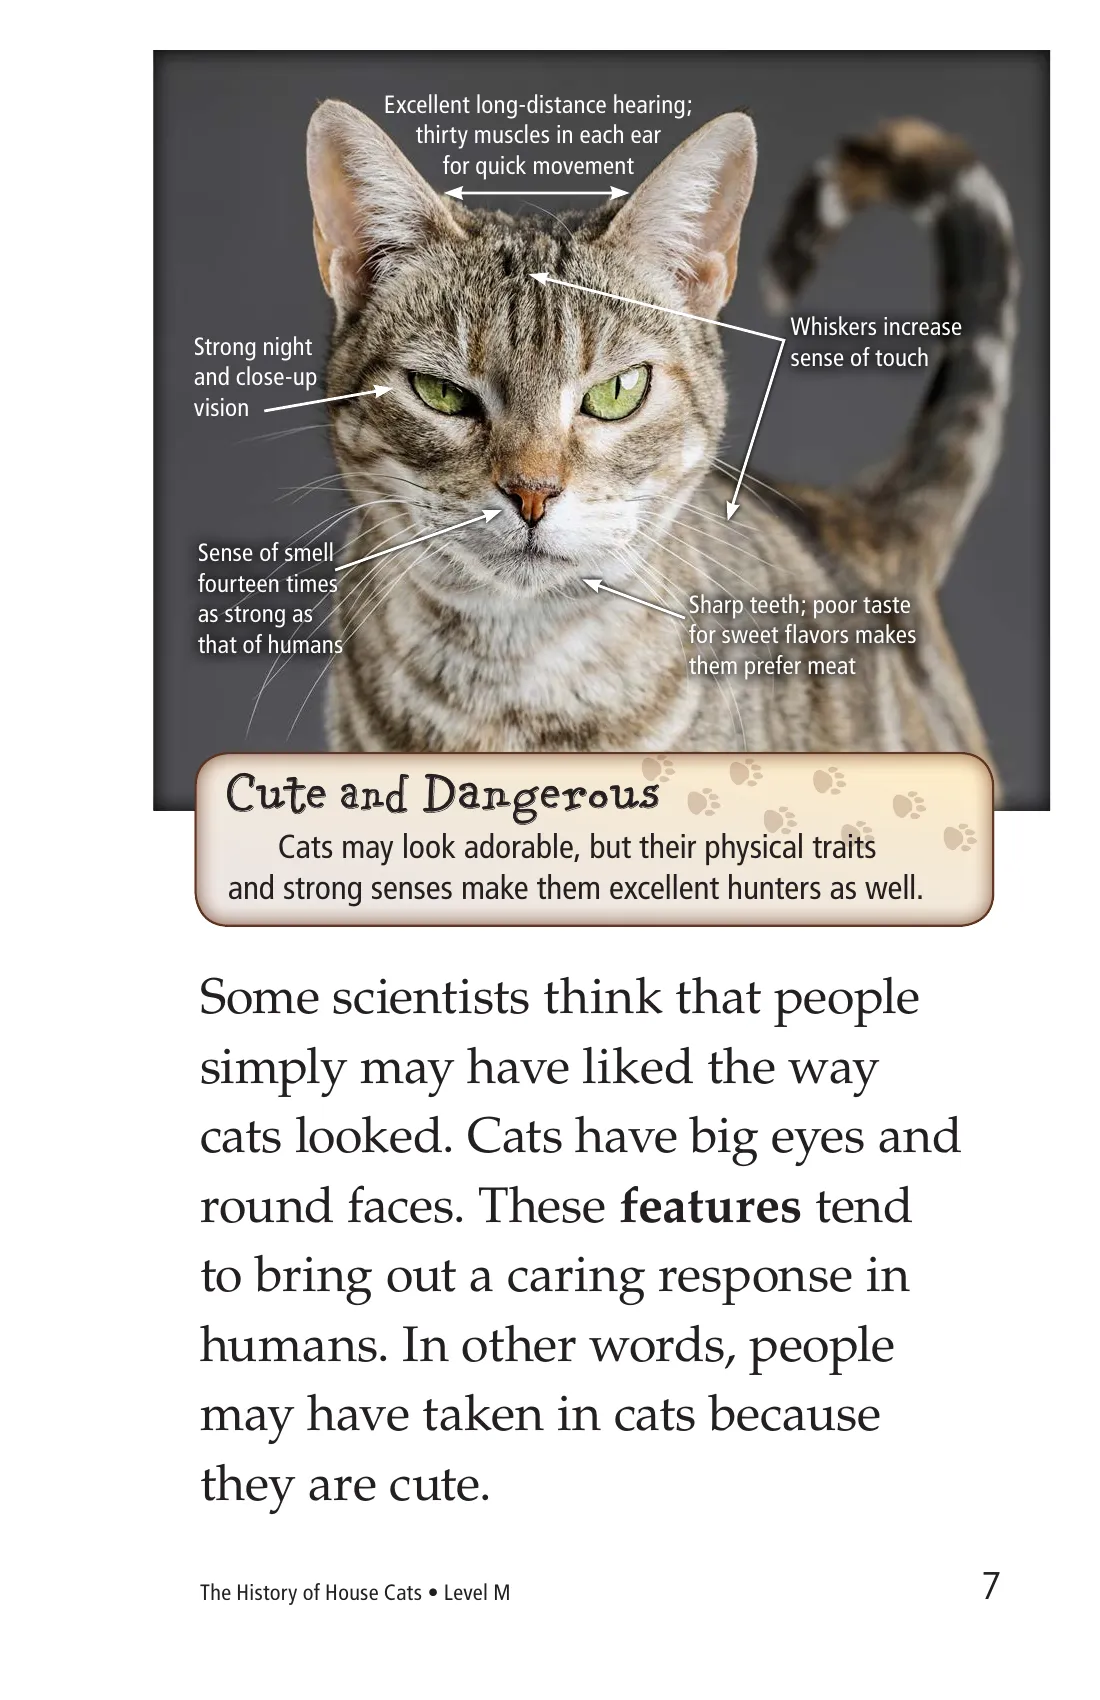 Excellent long-distance hearing;
thirty muscles in each ear
for quick movement
Whiskers increase
sense of touch
Strong night
and close-up
vision
Sense of smell
fourteen times
as strong as
that of humans
Sharp teeth; poor taste
for sweet flavors makes
them prefer meat
Cute and Dangerous
Cats may look adorable, but their physical traits
and strong senses make them excellent hunters as well.
Some scientists think that people
simply may have liked the way
cats looked. Cats have big eyes and
round faces. These features tend
to bring out a caring response in
humans. In other words, people
may have taken in cats because
they are cute.
The History of House Cats • Level M
7